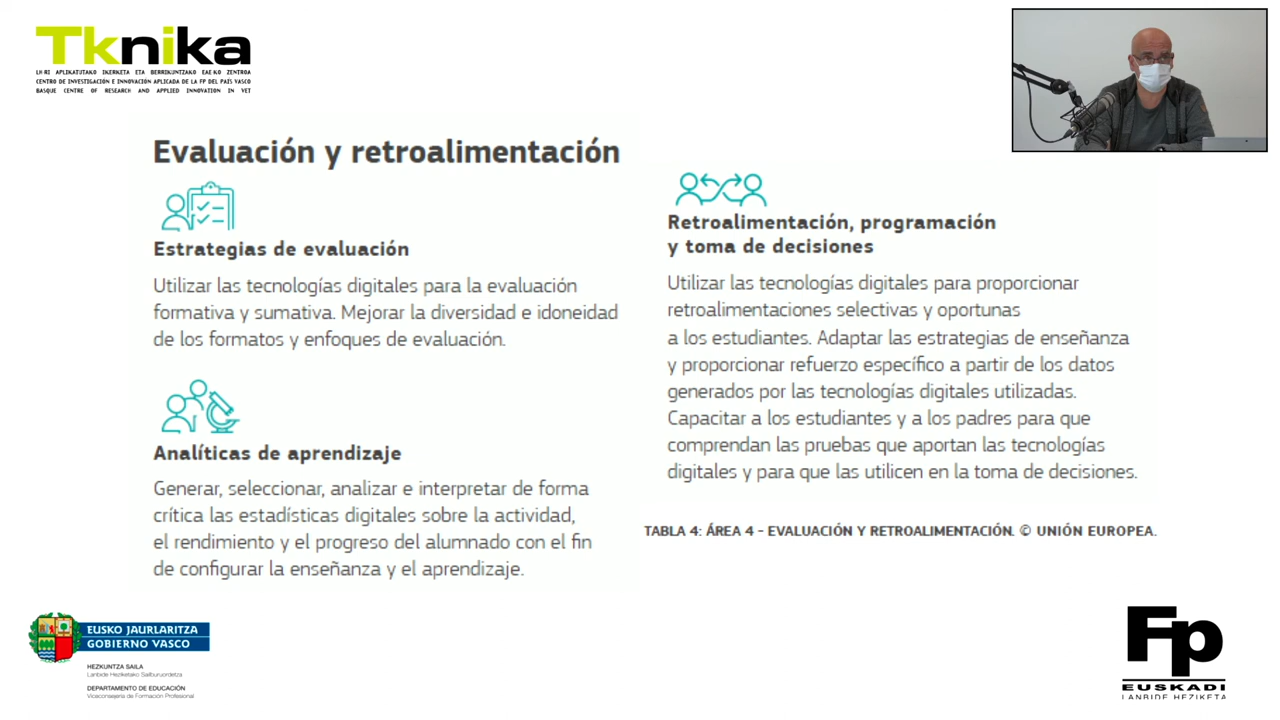 Tknika
LH-RI APLIKATUTAKO IKERKETA ETA BERRIKUNTZAKO EAEKO ZENTROA
CENTRO DE INVESTIGACIÓN E INNOVACIÓN APLICADA DE LA FP DEL PAÍS VASCO
BASQUE CENTRE OF RESEARCH AND APPLIED INNOVATION IN VET
Evaluación y retroalimentación
Estrategias de evaluación
Utilizar las tecnologías digitales para la evaluación
formativa y sumativa. Mejorar la diversidad e idoneidad
de los formatos y enfoques de evaluación.
Analíticas de aprendizaje
Generar, seleccionar, analizar e interpretar de forma
crítica las estadísticas digitales sobre la actividad,
el rendimiento y el progreso del alumnado con el fin
de configurar la enseñanza y el aprendizaje.
Retroalimentación, programación
y toma de decisiones
Utilizar las tecnologías digitales para proporcionar
retroalimentaciones selectivas y oportunas
a los estudiantes. Adaptar las estrategias de enseñanza
y proporcionar refuerzo específico a partir de los datos
generados por las tecnologías digitales utilizadas.
Capacitar a los estudiantes y a los padres para que
comprendan las pruebas que aportan las tecnologías
digitales y para que las utilicen en la toma de decisiones.
TABLA 4: ÁREA 4 - EVALUACIÓN Y RETROALIMENTACIÓN. © UNIÓN EUROPEA.
EUSKO JAURLARITZA
GOBIERNO VASCO
HEZKUNTZA SAILA
Lanbide Heziketako Sailburuordetza
DEPARTAMENTO DE EDUCACIÓN
Viceconsejería de Formación Profesional
Fp
EUSKADI
LANBIDE HEZIKETA